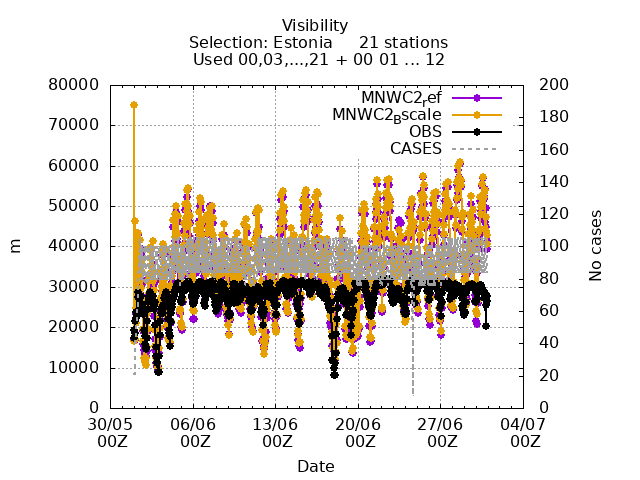 Visibility
Selection: Estonia 21 stations
Used 00,03,...,21 + 00 01 ... 12
MNWC2_ref
MNWC2_Bscale
OBS
CASES
80000
70000
60000
50000
40000
30000
20000
10000
0
m
200
180
160
140
120
100
80
60
40
20
0
No cases
30/05 06/06 13/06 20/06 27/06 04/07
00Z 00Z 00Z 00Z 00Z 00Z
Date